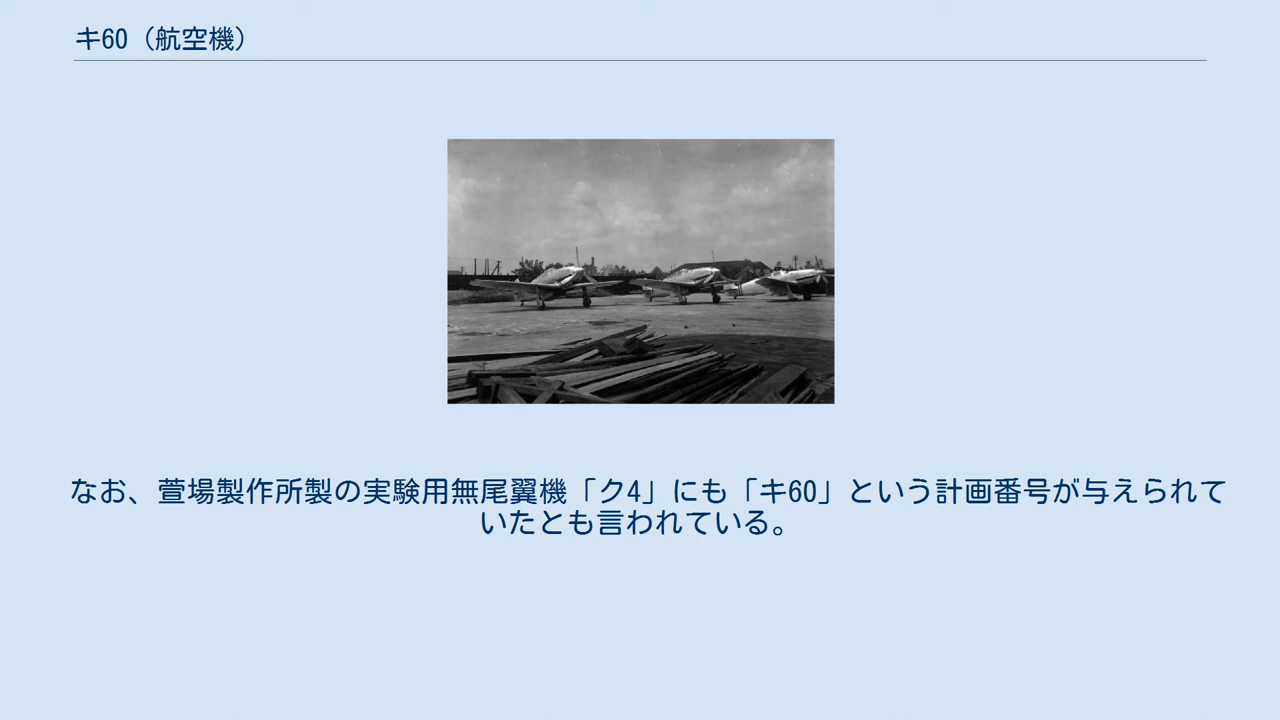 キ60（航空機）
なお、萱場製作所製の実験用無尾翼機「ク4」にも「キ60」という計画番号が与えられて
いたとも言われている。